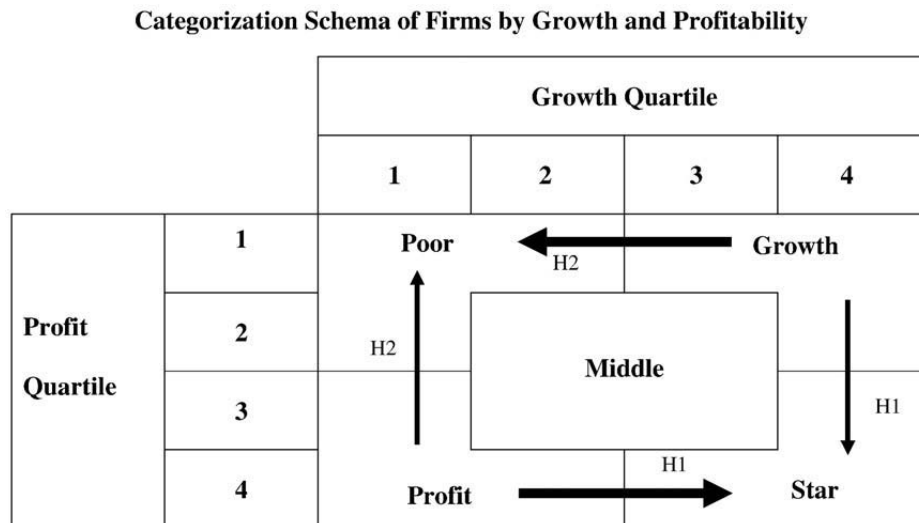 Categorization Schema of Firms by Growth and Profitability
Growth Quartile
1 2 3 4
Profit
Quartile
1
2
3
4
Poor
Growth
H2
H2
Middle
H1
H1
Profit
Star